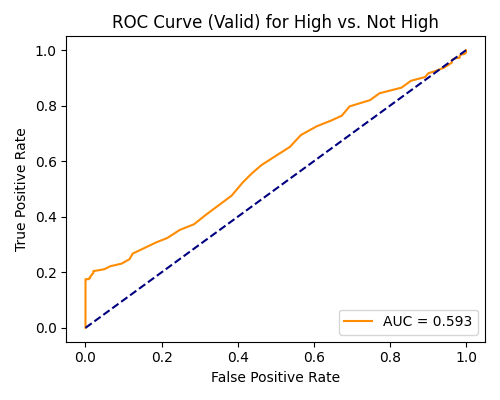 ROC Curve (Valid) for High vs. Not High
True Positive Rate
1.0
0.8
0.6
0.4
0.2
0.0
AUC = 0.593
0.0 0.2 0.4 0.6 0.8 1.0
False Positive Rate